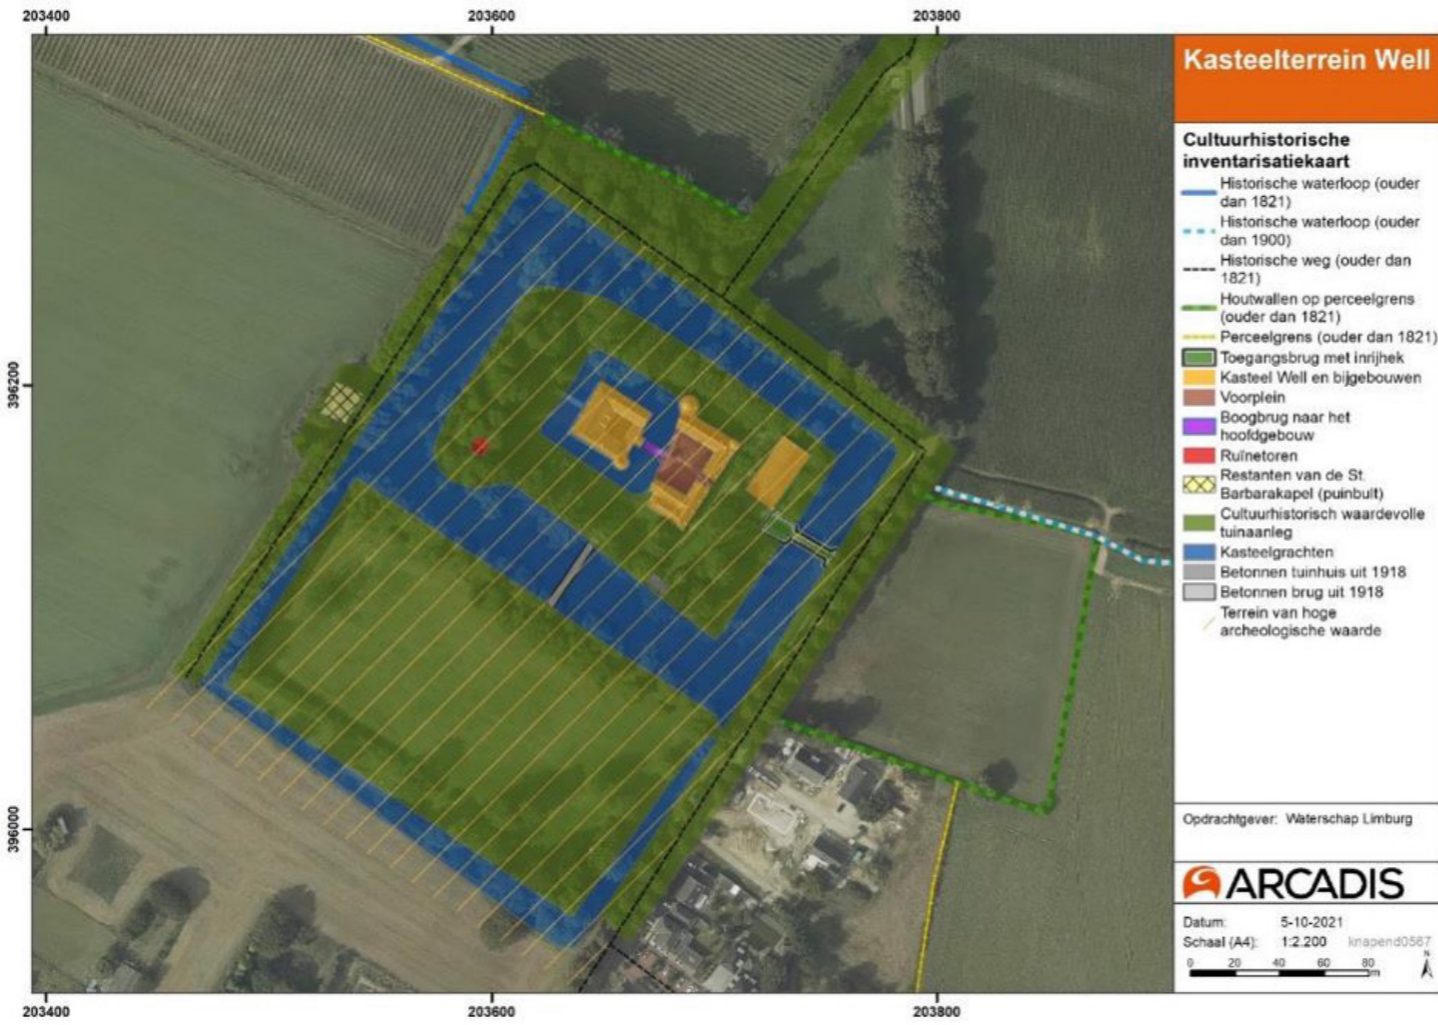 203400
203600
203800
Kasteelterrein Well
Cultuurhistorische
inventarisatiekaart
Historische waterloop (ouder
dan 1821)
Historische waterloop (ouder
dan 1900)
Historische weg (ouder dan
1821)
Houtwallen op perceelgrens
(ouder dan 1821)
Perceelgrens (ouder dan 1821)
Toegangsbrug met inrijhek
Kasteel Well en bijgebouwen
Voorplein
Boogbrug naar het
hoofdgebouw
Ruïnetoren
Restanten van de St.
Barbarakapel (puinbult)
Cultuurhistorisch waardevolle
tuinaanleg
Kasteelgrachten
Betonnen tuinhuis uit 1918
Betonnen brug uit 1918
Terrein van hoge
archeologische waarde
396200
396000
Opdrachtgever: Waterschap Limburg
ARCADIS
Datum: 5-10-2021
Schaal (A4): 1:2.200 knapend0567
N
0 20 40 60 80
m
203400
203600
203800